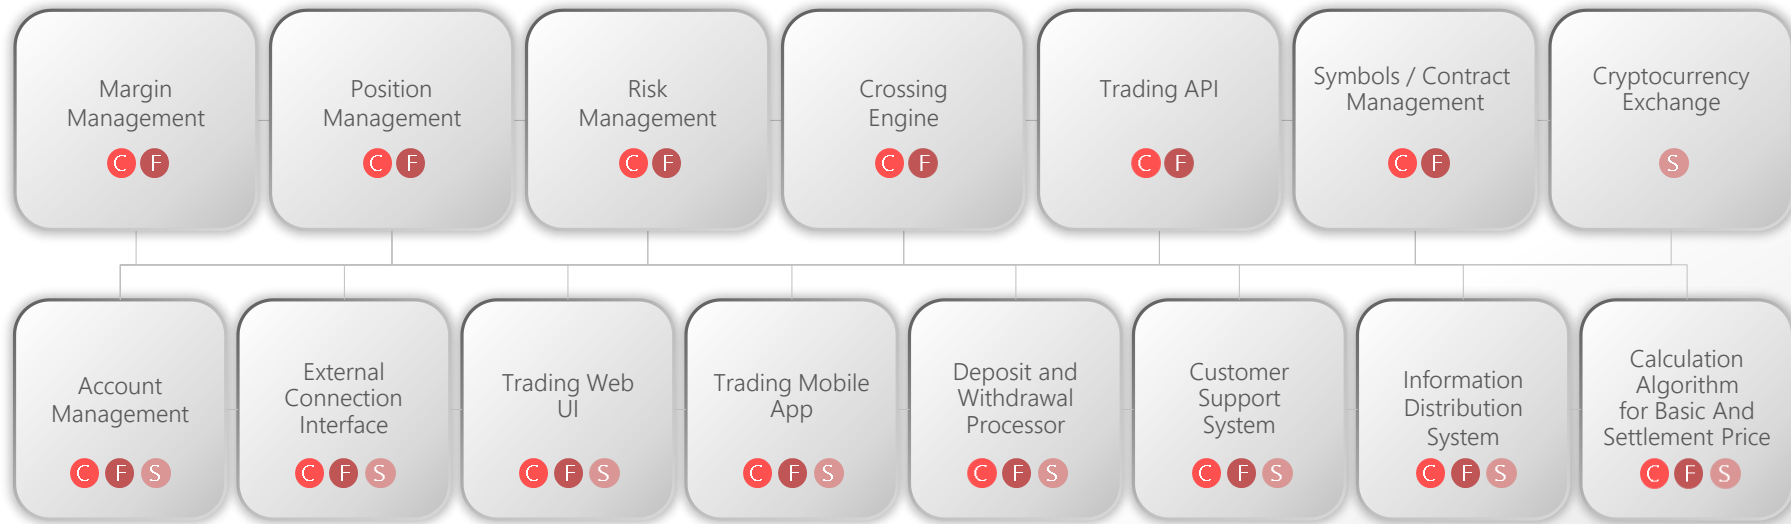 Margin
Management
C F
Position
Management
C F
Risk
Management
C F
Crossing
Engine
C F
Trading API
C F
Symbols / Contract
Management
C F
Cryptocurrency
Exchange
S
Account
Management
C F S
External
Connection
Interface
C F S
Trading Web
UI
C F S
Trading Mobile
App
C F S
Deposit and
Withdrawal
Processor
C F S
Customer
Support
System
C F S
Information
Distribution
System
C F S
Calculation
Algorithm
for Basic And
Settlement Price
C F S